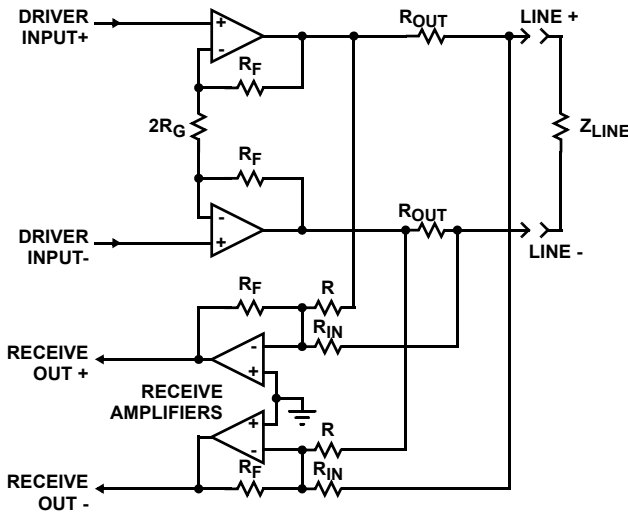 DRIVER
INPUT+
+
-
R_F
R_OUT
LINE +
2R_G
Z_LINE
R_F
-
+
R_OUT
DRIVER
INPUT-
LINE -
R_F
R
RECEIVE
OUT +
-
+
R_IN
RECEIVE
AMPLIFIERS
+
-
R
RECEIVE
OUT -
R_F
R_IN